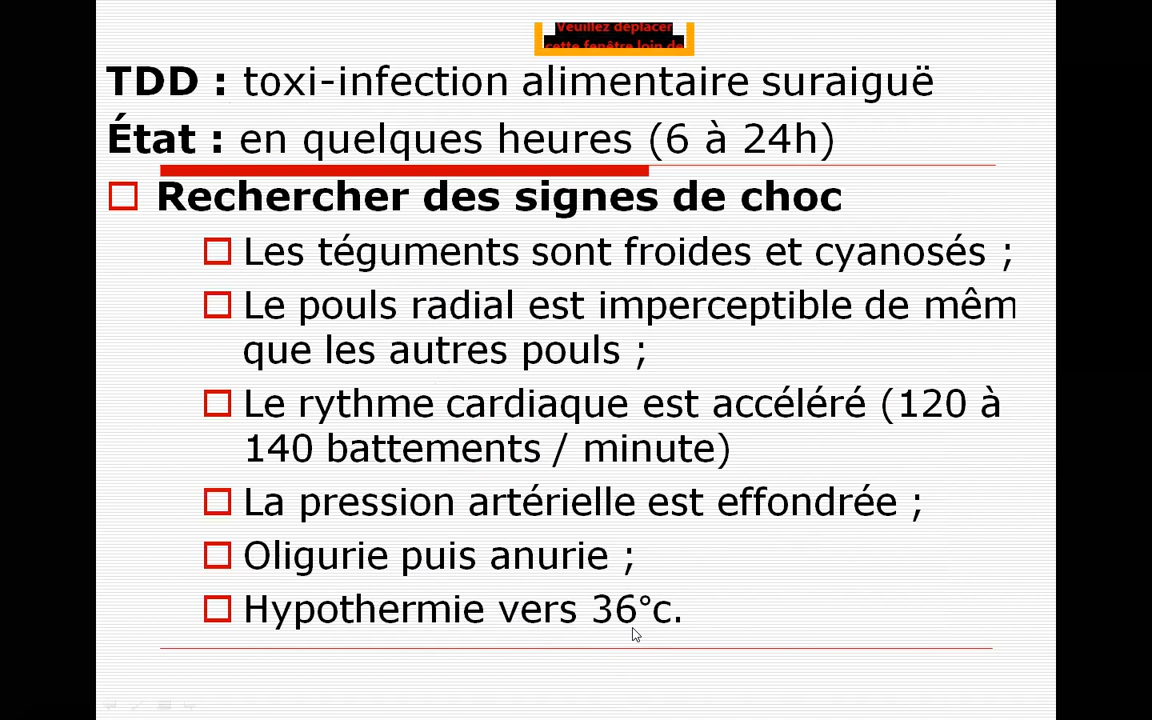 Veuillez déplacer
cette fenêtre loin de
TDD : toxi-infection alimentaire suraiguë
État : en quelques heures (6 à 24h)
Rechercher des signes de choc
Les téguments sont froides et cyanosés ;
Le pouls radial est imperceptible de mêm
que les autres pouls ;
Le rythme cardiaque est accéléré (120 à
140 battements / minute)
La pression artérielle est effondrée ;
Oligurie puis anurie ;
Hypothermie vers 36°c.